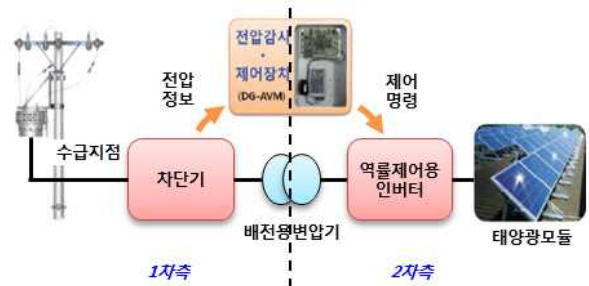 전압감시
·
제어장치
(DG-AVM)
전압
정보
제어
명령
수급지점
차단기
역률제어용
인버터
배전용변압기
태양광모듈
1차측
2차측